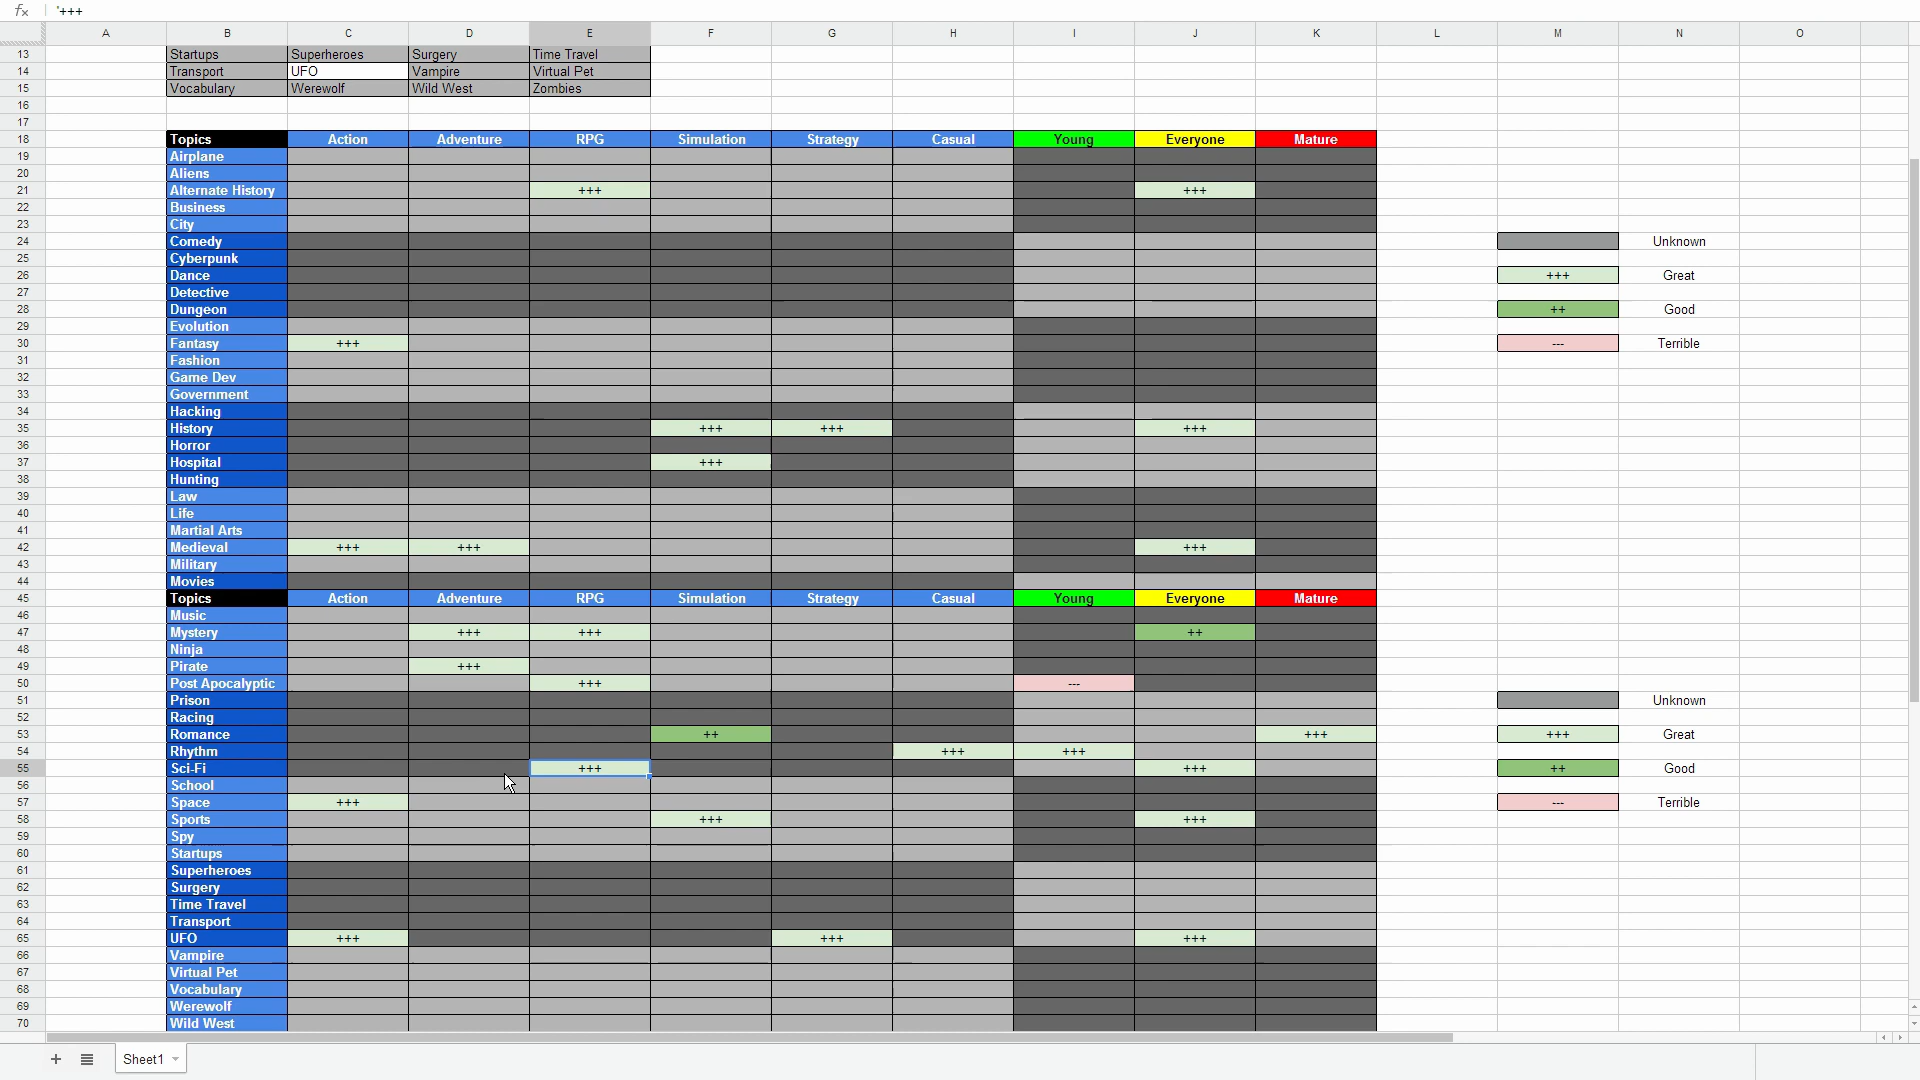 fx '+++
A B C D E F G H I J K L M N O
13 Startups Superheroes Surgery Time Travel
14 Transport UFO Vampire Virtual Pet
15 Vocabulary Werewolf Wild West Zombies
16
17
18 Topics Action Adventure RPG Simulation Strategy Casual Young Everyone Mature
19 Airplane
20 Aliens
21 Alternate History +++ +++
22 Business
23 City
24 Comedy Unknown
25 Cyberpunk
26 Dance +++ Great
27 Detective
28 Dungeon ++ Good
29 Evolution
30 Fantasy +++ --- Terrible
31 Fashion
32 Game Dev
33 Government
34 Hacking
35 History +++ +++ +++
36 Horror
37 Hospital +++
38 Hunting
39 Law
40 Life
41 Martial Arts
42 Medieval +++ +++ +++
43 Military
44 Movies
45 Topics Action Adventure RPG Simulation Strategy Casual Young Everyone Mature
46 Music
47 Mystery +++ +++ ++
48 Ninja
49 Pirate +++
50 Post Apocalyptic +++ ---
51 Prison Unknown
52 Racing
53 Romance ++ +++ +++ Great
54 Rhythm +++ +++
55 Sci-Fi +++ +++ ++ Good
56 School
57 Space +++ --- Terrible
58 Sports +++ +++
59 Spy
60 Startups
61 Superheroes
62 Surgery
63 Time Travel
64 Transport
65 UFO +++ +++ +++
66 Vampire
67 Virtual Pet
68 Vocabulary
69 Werewolf
70 Wild West
+ Sheet1